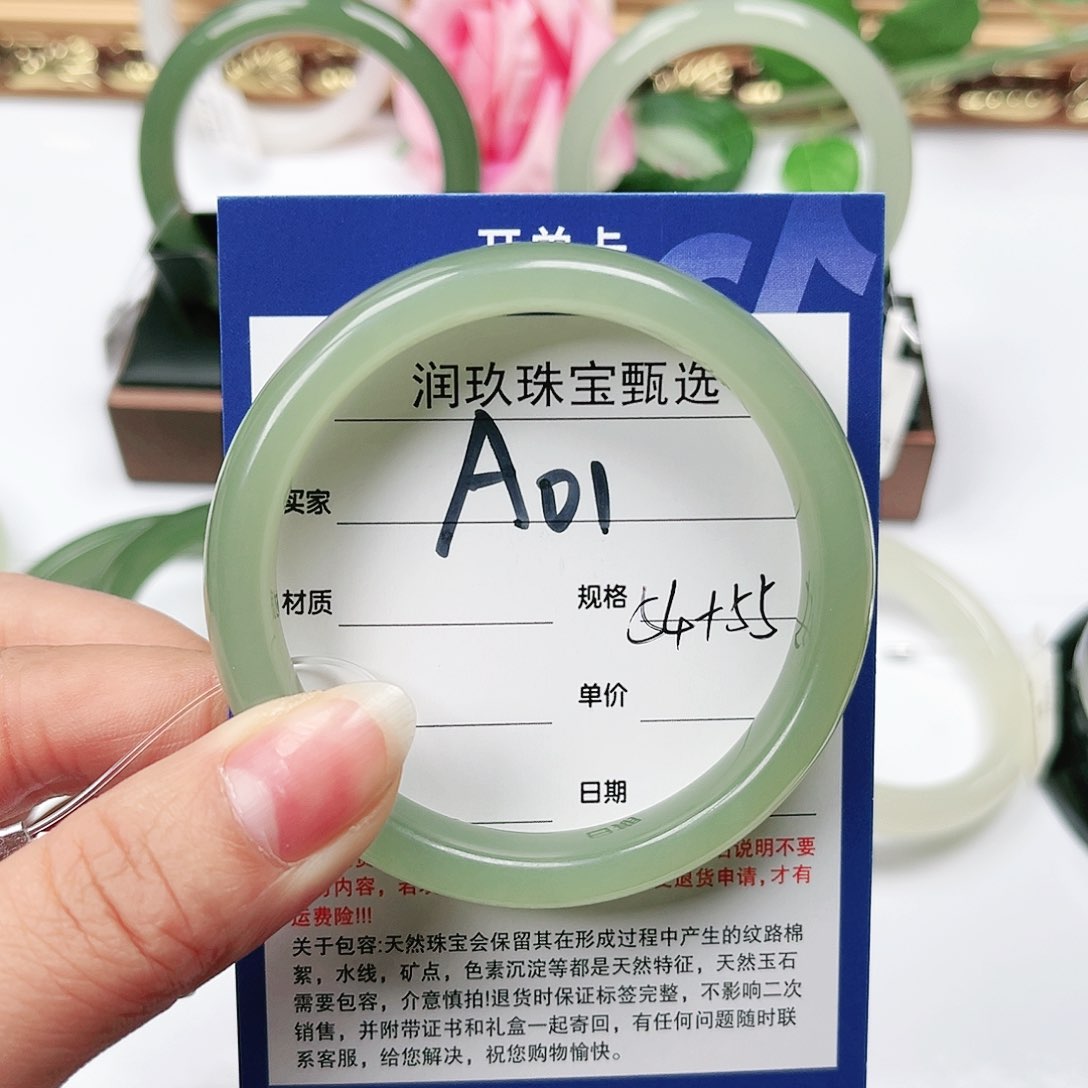 开单卡
润玖珠宝甄选
买家 A01
材质 规格 54+55
单价
日期
说明不要
内容，
退货申请，才有
运费险!!!
关于包容:天然珠宝会保留其在形成过程中产生的纹路棉
絮，水线，矿点，色素沉淀等都是天然特征，天然玉石
需要包容，介意慎拍!退货时保证标签完整，不影响二次
销售，并附带证书和礼盒一起寄回，有任何问题随时联
系客服，给您解决，祝您购物愉快。